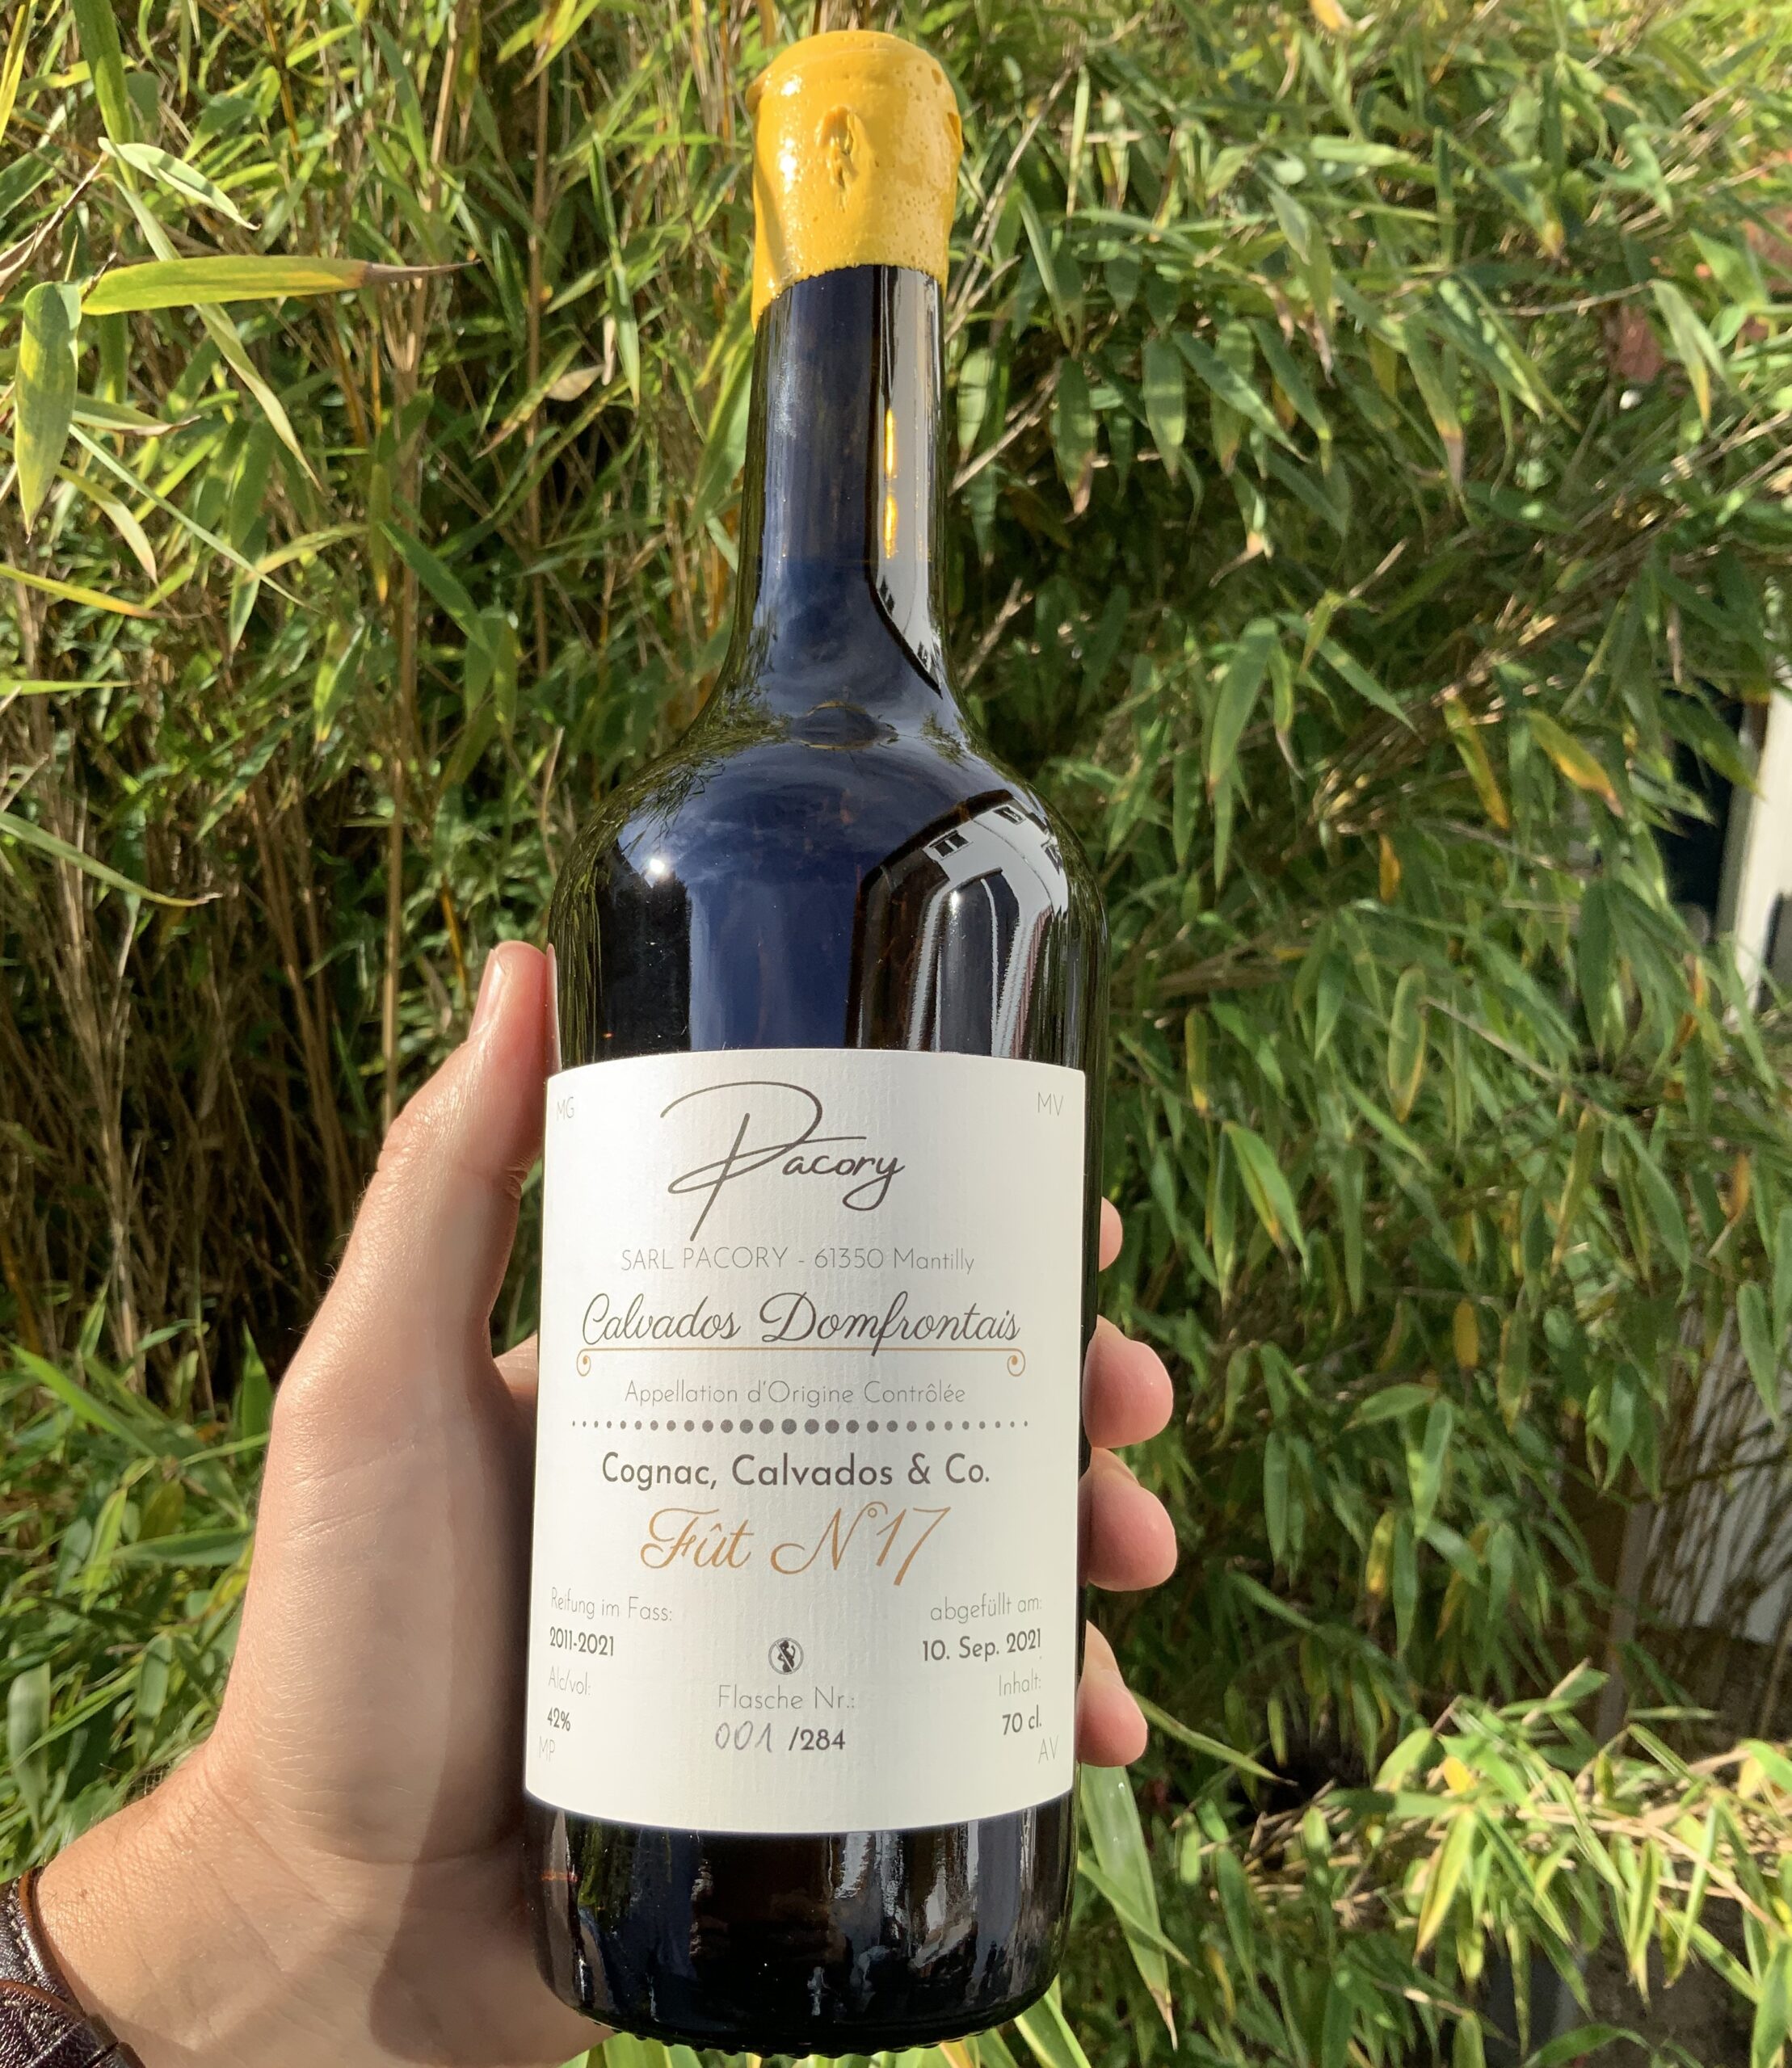 MG MV
Pacory
SARL PACORY - 61350 Mantilly
Calvados Domfrontais
Appellation d'Origine Contrôlée
Cognac, Calvados & Co.
Fût N°17
Reifung im Fass:
2011-2021
abgefüllt am:
10. Sep. 2021
Alc/vol:
42%
Flasche Nr.:
001 /284
Inhalt:
70 cl.
MP AV